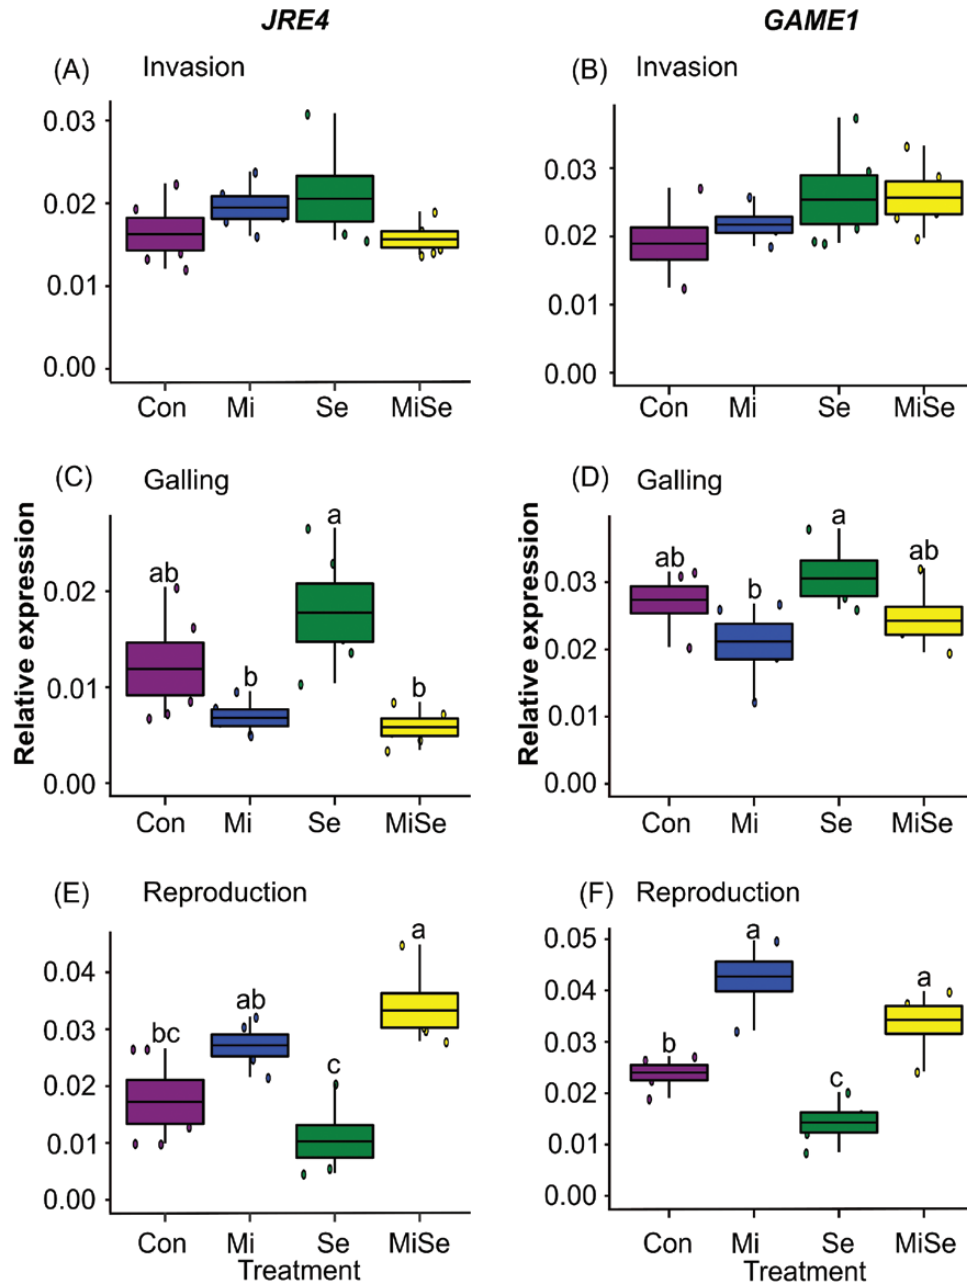 JRE4 GAME1
(A) Invasion (B) Invasion
0.03
0.02
0.01
0.00
Con Mi Se MiSe
0.03
0.02
0.01
0.00
Con Mi Se MiSe
(C) Galling (D) Galling
Relative expression
0.02
0.01
0.00
ab b a b
Con Mi Se MiSe
Relative expression
0.03
0.02
0.01
0.00
ab b a ab
Con Mi Se MiSe
(E) Reproduction (F) Reproduction
0.04
0.03
0.02
0.01
0.00
bc ab c a
Con Mi Se MiSe
Treatment
0.05
0.04
0.03
0.02
0.01
0.00
b a c a
Con Mi Se MiSe
Treatment